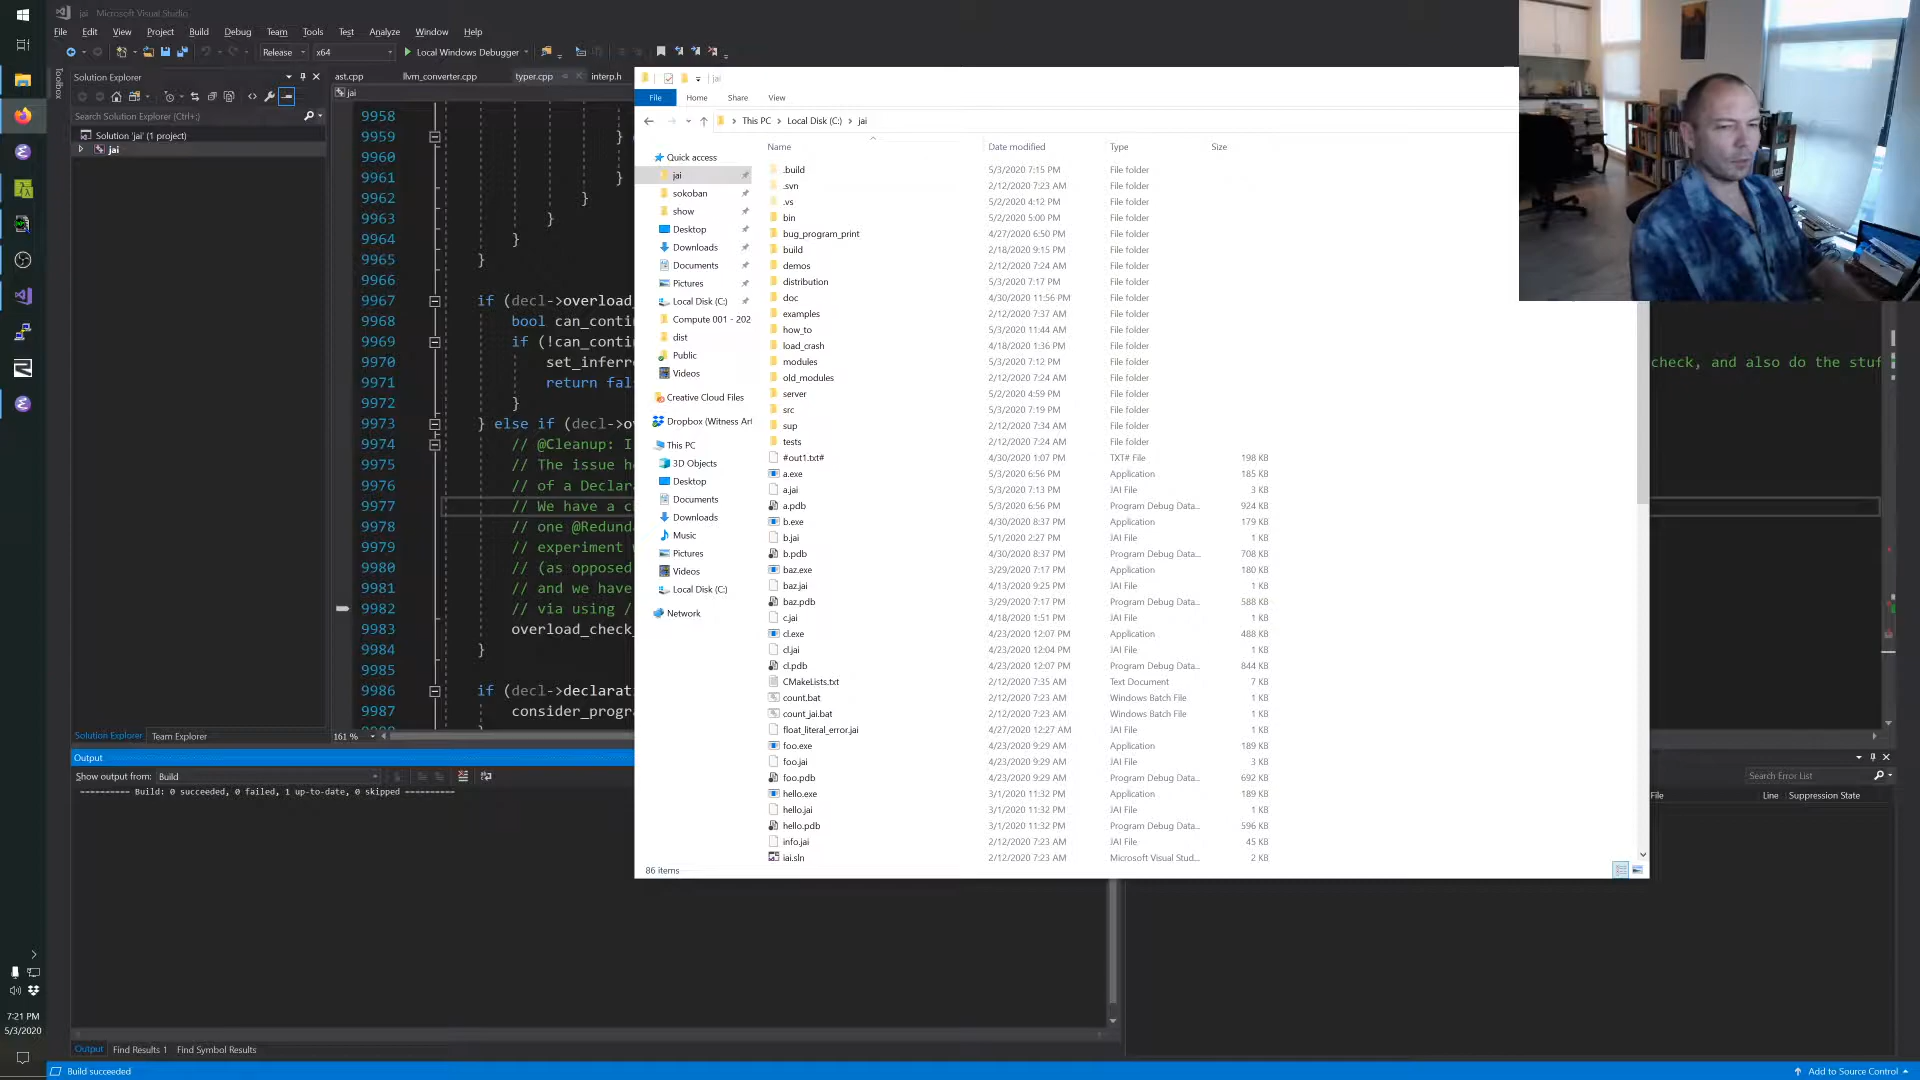 jai Microsoft Visual Studio
File Edit View Project Build Debug Team Tools Test Analyze Window Help
Release x64 Local Windows Debugger
Toolbox
Solution Explorer
Search Solution Explorer (Ctrl+;)
Solution 'jai' (1 project)
jai
Solution Explorer Team Explorer
ast.cpp llvm_converter.cpp typer.cpp interp.h
jai
9958
9959 }
9960 }
9961 }
9962 }
9963 }
9964 }
9965 }
9966
9967 if (decl->overload_
9968 bool can_contin
9969 if (!can_contin
9970 set_inferre
9971 return fals
9972 }
9973 } else if (decl->ov
9974 // @Cleanup: I
9975 // The issue he
9976 // of a Declara
9977 // We have a ch
9978 // one @Redunda
9979 // experiment w
9980 // (as opposed
9981 // and we have
9982 // via using /
9983 overload_check_
9984 }
9985
9986 if (decl->declarati
9987 consider_progra
161 %
check, and also do the stuf
jai
File Home Share View
This PC Local Disk (C:) jai
Quick access
jai
sokoban
show
Desktop
Downloads
Documents
Pictures
Local Disk (C:)
Compute 001 - 202
dist
Public
Videos
Creative Cloud Files
Dropbox (Witness Art
This PC
3D Objects
Desktop
Documents
Downloads
Music
Pictures
Videos
Local Disk (C:)
Network
Name Date modified Type Size
.build 5/3/2020 7:15 PM File folder
.svn 2/12/2020 7:23 AM File folder
.vs 5/2/2020 4:12 PM File folder
bin 5/2/2020 5:00 PM File folder
bug_program_print 4/27/2020 6:50 PM File folder
build 2/18/2020 9:15 PM File folder
demos 2/12/2020 7:24 AM File folder
distribution 5/3/2020 7:17 PM File folder
doc 4/30/2020 11:56 PM File folder
examples 2/12/2020 7:37 AM File folder
how_to 5/3/2020 11:44 AM File folder
load_crash 4/18/2020 1:36 PM File folder
modules 5/3/2020 7:12 PM File folder
old_modules 2/12/2020 7:24 AM File folder
server 5/2/2020 4:59 PM File folder
src 5/3/2020 7:19 PM File folder
sup 2/12/2020 7:34 AM File folder
tests 2/12/2020 7:24 AM File folder
#out1.txt# 4/30/2020 1:07 PM TXT# File 198 KB
a.exe 5/3/2020 6:56 PM Application 185 KB
a.jai 5/3/2020 7:13 PM JAI File 3 KB
a.pdb 5/3/2020 6:56 PM Program Debug Data... 924 KB
b.exe 4/30/2020 8:37 PM Application 179 KB
b.jai 5/1/2020 2:27 PM JAI File 1 KB
b.pdb 4/30/2020 8:37 PM Program Debug Data... 708 KB
baz.exe 3/29/2020 7:17 PM Application 180 KB
baz.jai 4/13/2020 9:25 PM JAI File 1 KB
baz.pdb 3/29/2020 7:17 PM Program Debug Data... 588 KB
c.jai 4/18/2020 1:51 PM JAI File 1 KB
cl.exe 4/23/2020 12:07 PM Application 488 KB
cl.jai 4/23/2020 12:04 PM JAI File 1 KB
cl.pdb 4/23/2020 12:07 PM Program Debug Data... 844 KB
CMakeLists.txt 2/12/2020 7:35 AM Text Document 7 KB
count.bat 2/12/2020 7:23 AM Windows Batch File 1 KB
count_jai.bat 2/12/2020 7:23 AM Windows Batch File 1 KB
float_literal_error.jai 4/27/2020 12:27 AM JAI File 1 KB
foo.exe 4/23/2020 9:29 AM Application 189 KB
foo.jai 4/23/2020 9:29 AM JAI File 3 KB
foo.pdb 4/23/2020 9:29 AM Program Debug Data... 692 KB
hello.exe 3/1/2020 11:32 PM Application 189 KB
hello.jai 3/1/2020 11:32 PM JAI File 1 KB
hello.pdb 3/1/2020 11:32 PM Program Debug Data... 596 KB
info.jai 2/12/2020 7:23 AM JAI File 45 KB
jai.sln 2/12/2020 7:23 AM Microsoft Visual Stud... 2 KB
86 items
Output
Show output from: Build
---------- Build: 0 succeeded, 0 failed, 1 up-to-date, 0 skipped ----------
Search Error List
File Line Suppression State
Output Find Results 1 Find Symbol Results
7:21 PM
5/3/2020
Build succeeded
Add to Source Control